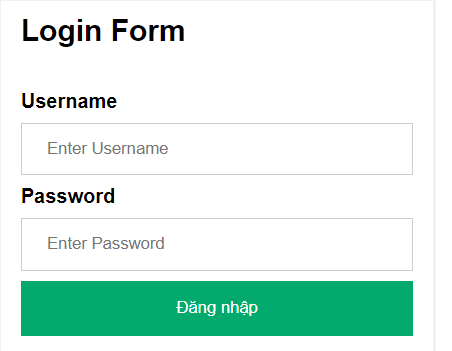 Login Form
Username
Enter Username
Password
Enter Password
Đăng nhập